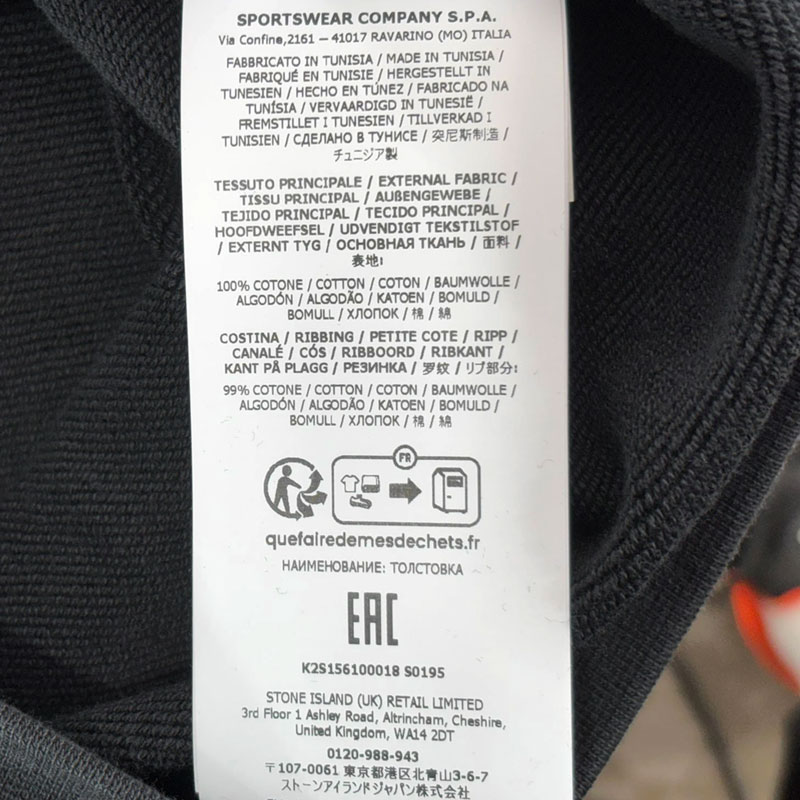 SPORTSWEAR COMPANY S.P.A.
Via Confine,2161 – 41017 RAVARINO (MO) ITALIA
FABBRICATO IN TUNISIA / MADE IN TUNISIA /
FABRIQUÉ EN TUNISIE / HERGESTELLT IN
TUNESIEN / HECHO EN TÚNEZ / FABRICADO NA
TUNÍSIA / VERVAARDIGD IN TUNESIË /
FREMSTILLET I TUNESIEN / TILLVERKAD I
TUNISIEN / СДЕЛАНО В ТУНИСЕ / 突尼斯制造 /
チュニジア製
TESSUTO PRINCIPALE / EXTERNAL FABRIC /
TISSU PRINCIPAL / AUßENGEWEBE /
TEJIDO PRINCIPAL / TECIDO PRINCIPAL /
HOOFDWEEFSEL / UDVENDIGT TEKSTILSTOF
/ EXTERNT TYG / ОСНОВНАЯ ТКАНЬ / 面料 /
表地:
100% COTONE / COTTON / COTON / BAUMWOLLE /
ALGODÓN / ALGODÃO / KATOEN / BOMULD /
BOMULL / ХЛОПОК / 棉 / 綿
COSTINA / RIBBING / PETITE COTE / RIPP /
CANALÉ / CÓS / RIBBOORD / RIBKANT /
KANT PÅ PLAGG / РЕЗИНКА / 罗纹 / リブ部分:
99% COTONE / COTTON / COTON / BAUMWOLLE /
ALGODÓN / ALGODÃO / KATOEN / BOMULD /
BOMULL / ХЛОПОК / 棉 / 綿
FR
quefairedemesdechets.fr
НАИМЕНОВАНИЕ: ТОЛСТОВКА
EAC
K2S156100018 S0195
STONE ISLAND (UK) RETAIL LIMITED
3rd Floor 1 Ashley Road, Altrincham, Cheshire,
United Kingdom, WA14 2DT
0120-988-943
〒107-0061 東京都港区北青山3-6-7
ストーンアイランドジャパン株式会社